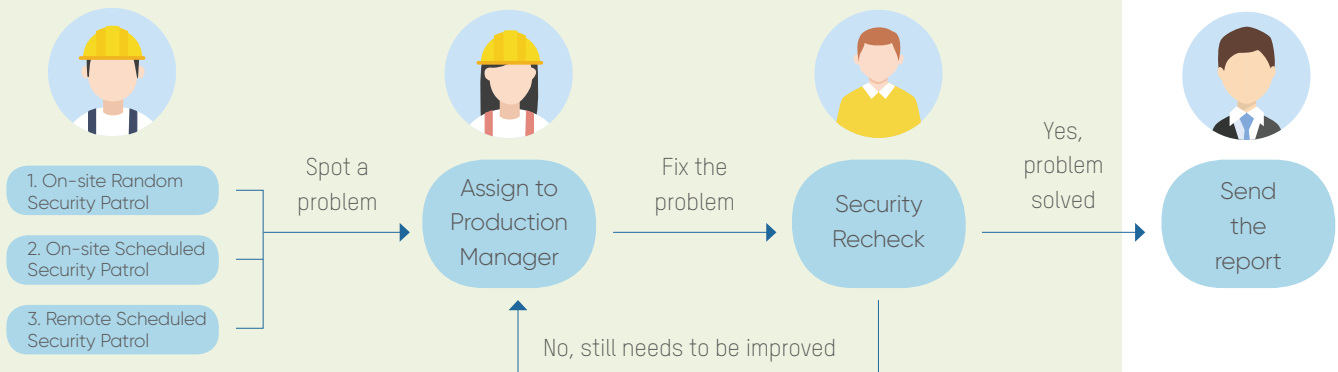 1. On-site Random
Security Patrol
2. On-site Scheduled
Security Patrol
3. Remote Scheduled
Security Patrol
Spot a
problem
Assign to
Production
Manager
Fix the
problem
Security
Recheck
Yes,
problem
solved
Send
the
report
No, still needs to be improved